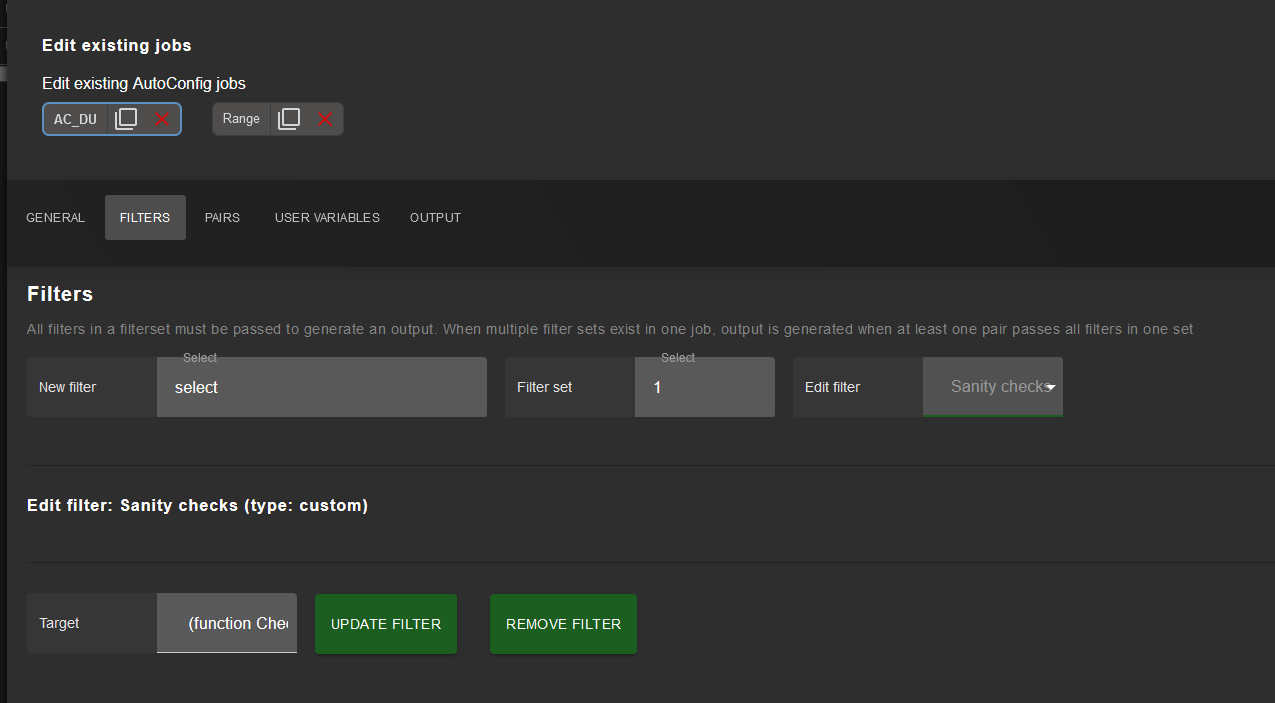 Edit existing jobs
Edit existing AutoConfig jobs
AC_DU Range
GENERAL FILTERS PAIRS USER VARIABLES OUTPUT
Filters
All filters in a filterset must be passed to generate an output. When multiple filter sets exist in one job, output is generated when at least one pair passes all filters in one set
Select Select
New filter select Filter set 1 Edit filter Sanity checks
Edit filter: Sanity checks (type: custom)
Target (function Chec UPDATE FILTER REMOVE FILTER